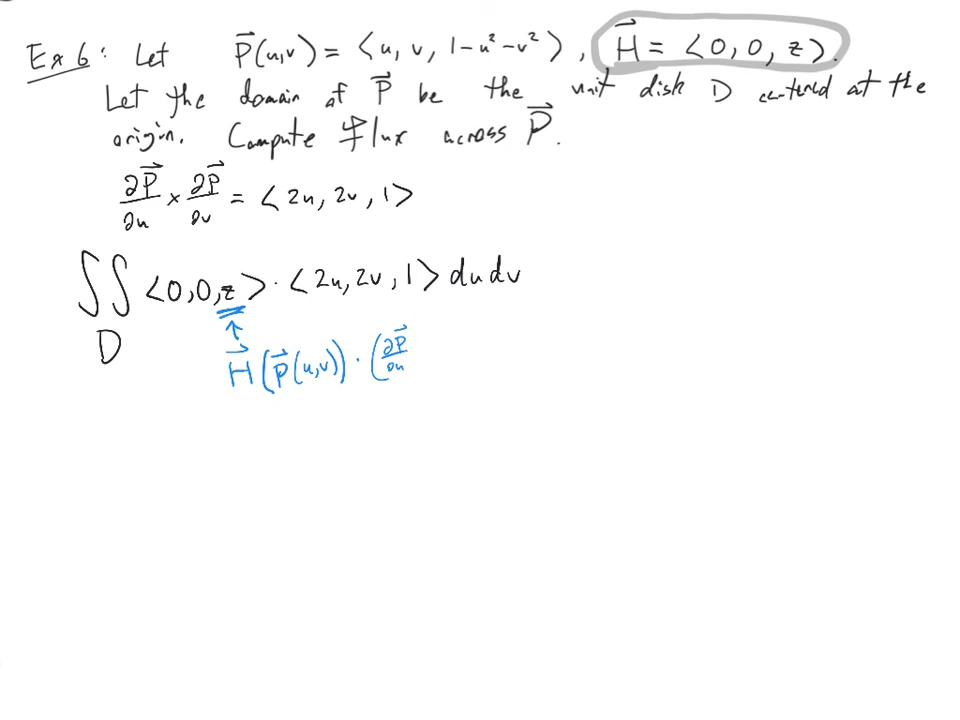 Ex 6: Let P⃗(u,v) = ⟨u, v, 1-u²-v²⟩, H⃗ = ⟨0, 0, z⟩.
Let the domain of P⃗ be the unit disk D centered at the
origin. Compute flux across P⃗.
∂P⃗/∂u × ∂P⃗/∂v = ⟨2u, 2v, 1⟩
∬_D ⟨0,0,z⟩ · ⟨2u, 2v, 1⟩ du dv
↑
H⃗(P⃗(u,v)) · (∂P⃗/∂u